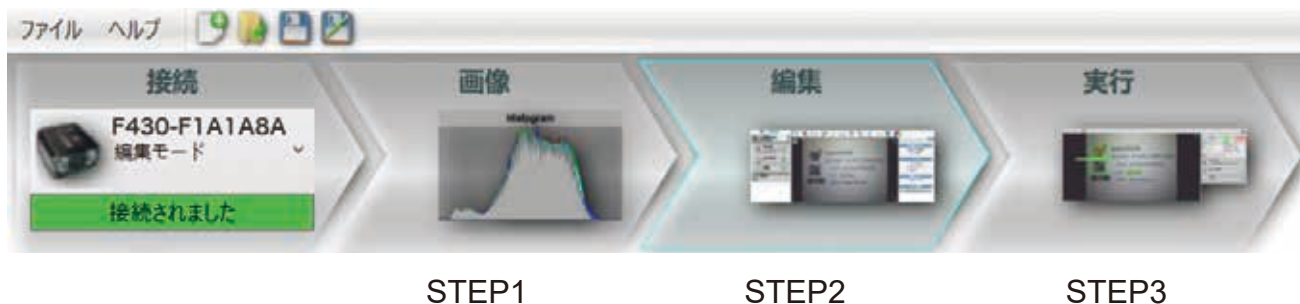 ファイル ヘルプ
接続
画像
編集
実行
F430-F1A1A8A
編集モード
Histogram
接続されました
STEP1
STEP2
STEP3